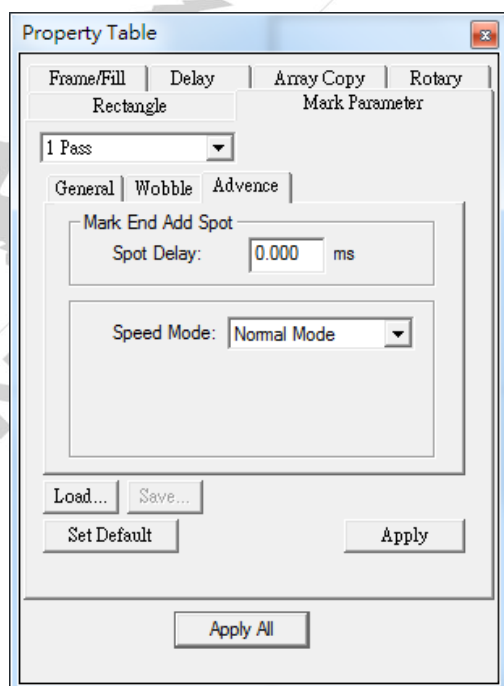 Property Table
Frame/Fill Delay Array Copy Rotary
Rectangle Mark Parameter
1 Pass
General Wobble Advence
Mark End Add Spot
Spot Delay: 0.000 ms
Speed Mode: Normal Mode
Load... Save...
Set Default Apply
Apply All